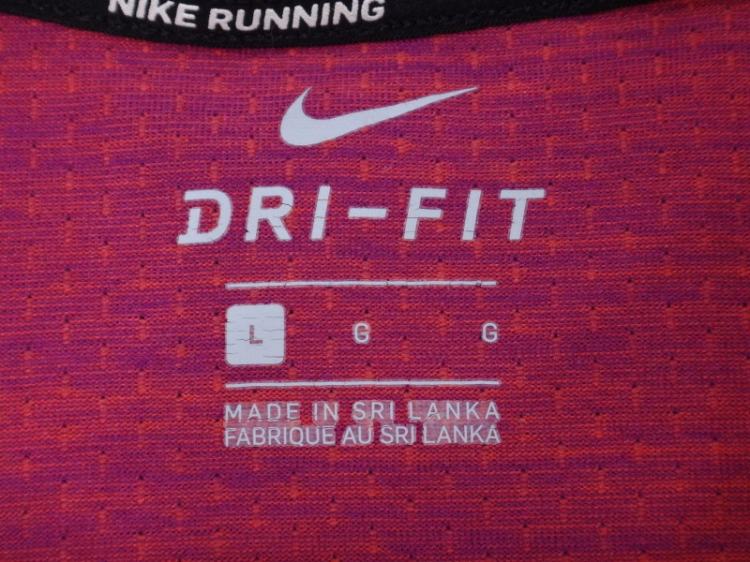 NIKE RUNNING
DRI-FIT
L G G
MADE IN SRI LANKA
FABRIQUE AU SRI LANKA